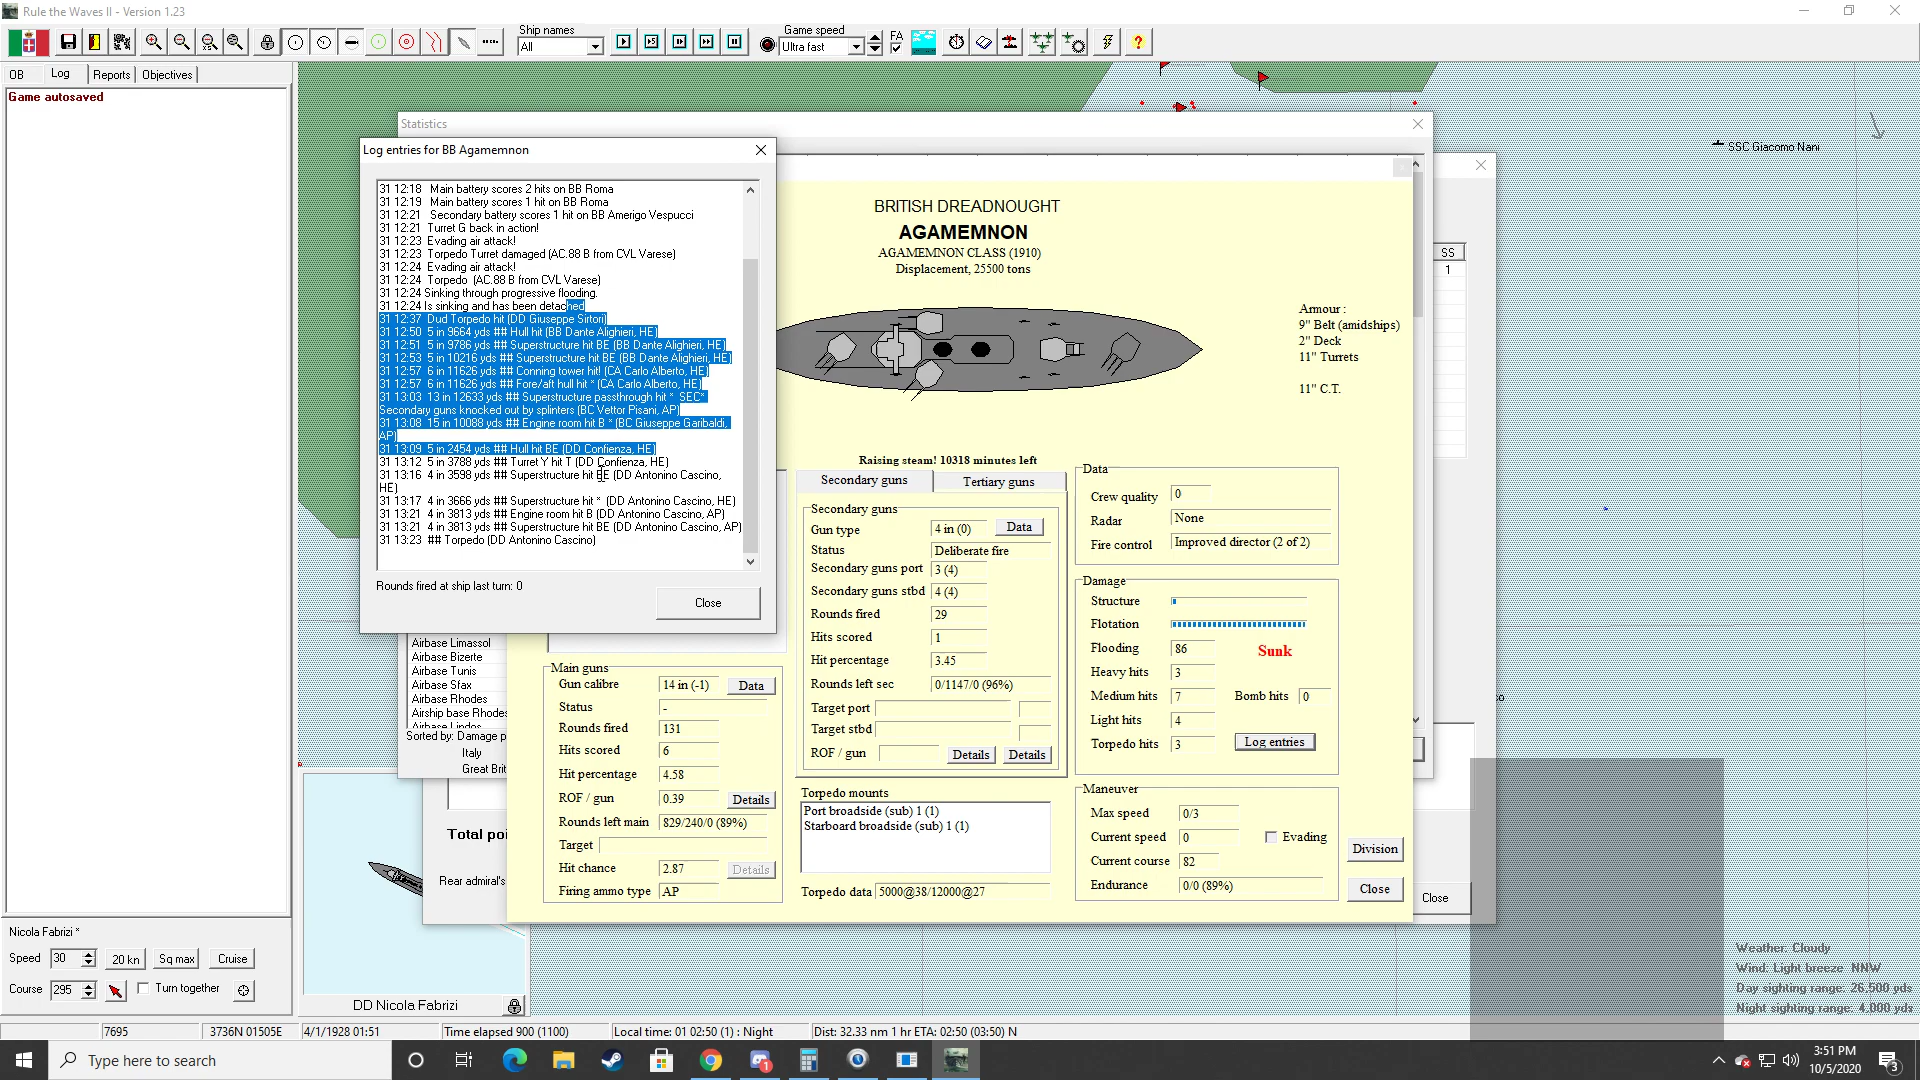 Rule the Waves II - Version 1.23
Ship names
All
Game speed
Ultra fast
FA
OB
Log
Reports
Objectives
Game autosaved
Statistics
Log entries for BB Agamemnon
31 12:18 Main battery scores 2 hits on BB Roma
31 12:19 Main battery scores 1 hit on BB Roma
31 12:21 Secondary battery scores 1 hit on BB Amerigo Vespucci
31 12:21 Turret G back in action!
31 12:23 Evading air attack!
31 12:23 Torpedo Turret damaged (AC.88 B from CVL Varese)
31 12:24 Evading air attack!
31 12:24 Torpedo (AC.88 B from CVL Varese)
31 12:24 Sinking through progressive flooding.
31 12:24 Is sinking and has been detached
31 12:37 Dud Torpedo hit (DD Giuseppe Sirtori)
31 12:50 5 in 9664 yds ## Hull hit (BB Dante Alighieri, HE)
31 12:51 5 in 9786 yds ## Superstructure hit BE (BB Dante Alighieri, HE)
31 12:53 5 in 10216 yds ## Superstructure hit BE (BB Dante Alighieri, HE)
31 12:57 6 in 11626 yds ## Conning tower hit! (CA Carlo Alberto, HE)
31 12:57 6 in 11626 yds ## Fore/aft hull hit * (CA Carlo Alberto, HE)
31 13:03 13 in 12633 yds ## Superstructure passthrough hit * SEC*
Secondary guns knocked out by splinters (BC Vettor Pisani, AP)
31 13:08 15 in 10088 yds ## Engine room hit B * (BC Giuseppe Garibaldi,
AP)
31 13:09 5 in 2454 yds ## Hull hit BE (DD Confienza, HE)
31 13:12 5 in 3788 yds ## Turret Y hit T (DD Confienza, HE)
31 13:16 4 in 3598 yds ## Superstructure hit BE (DD Antonino Cascino,
HE)
31 13:17 4 in 3666 yds ## Superstructure hit * (DD Antonino Cascino, HE)
31 13:21 4 in 3813 yds ## Engine room hit B (DD Antonino Cascino, AP)
31 13:21 4 in 3813 yds ## Superstructure hit BE (DD Antonino Cascino, AP)
31 13:23 ## Torpedo (DD Antonino Cascino)
Rounds fired at ship last turn: 0
Close
BRITISH DREADNOUGHT
AGAMEMNON
AGAMEMNON CLASS (1910)
Displacement, 25500 tons
Armour :
9" Belt (amidships)
2" Deck
11" Turrets
11" C.T.
SSC Giacomo Nani
SS
1
Raising steam! 10318 minutes left
Secondary guns
Tertiary guns
Secondary guns
Gun type 4 in (0) Data
Status Deliberate fire
Secondary guns port 3 (4)
Secondary guns stbd 4 (4)
Rounds fired 29
Hits scored 1
Hit percentage 3.45
Rounds left sec 0/1147/0 (96%)
Target port
Target stbd
ROF / gun Details Details
Data
Crew quality 0
Radar None
Fire control Improved director (2 of 2)
Damage
Structure
Flotation
Flooding 86 Sunk
Heavy hits 3
Medium hits 7 Bomb hits 0
Light hits 4
Torpedo hits 3 Log entries
Airbase Limassol
Airbase Bizerte
Airbase Tunis
Airbase Sfax
Airbase Rhodes
Airship base Rhodes
Airbase Lindos
Sorted by: Damage p
Italy
Great Brit
Main guns
Gun calibre 14 in (-1) Data
Status -
Rounds fired 131
Hits scored 6
Hit percentage 4.58
ROF / gun 0.39 Details
Rounds left main 829/240/0 (89%)
Target
Hit chance 2.87 Details
Firing ammo type AP
Torpedo mounts
Port broadside (sub) 1 (1)
Starboard broadside (sub) 1 (1)
Torpedo data 5000@38/12000@27
Maneuver
Max speed 0/3
Current speed 0 Evading
Current course 82
Endurance 0/0 (89%)
Division
Close
Close
Total poi
Rear admiral's
Nicola Fabrizi *
Speed 30 20 kn Sq max Cruise
Course 295 Turn together
DD Nicola Fabrizi
Weather: Cloudy
Wind: Light breeze NNW
Day sighting range: 26,500 yds
Night sighting range: 4,000 yds
7695
3736N 01505E
4/1/1928 01:51
Time elapsed 900 (1100)
Local time: 01 02:50 (1) : Night
Dist: 32.33 nm 1 hr ETA: 02:50 (03:50) N
Type here to search
1
3:51 PM
10/5/2020
3